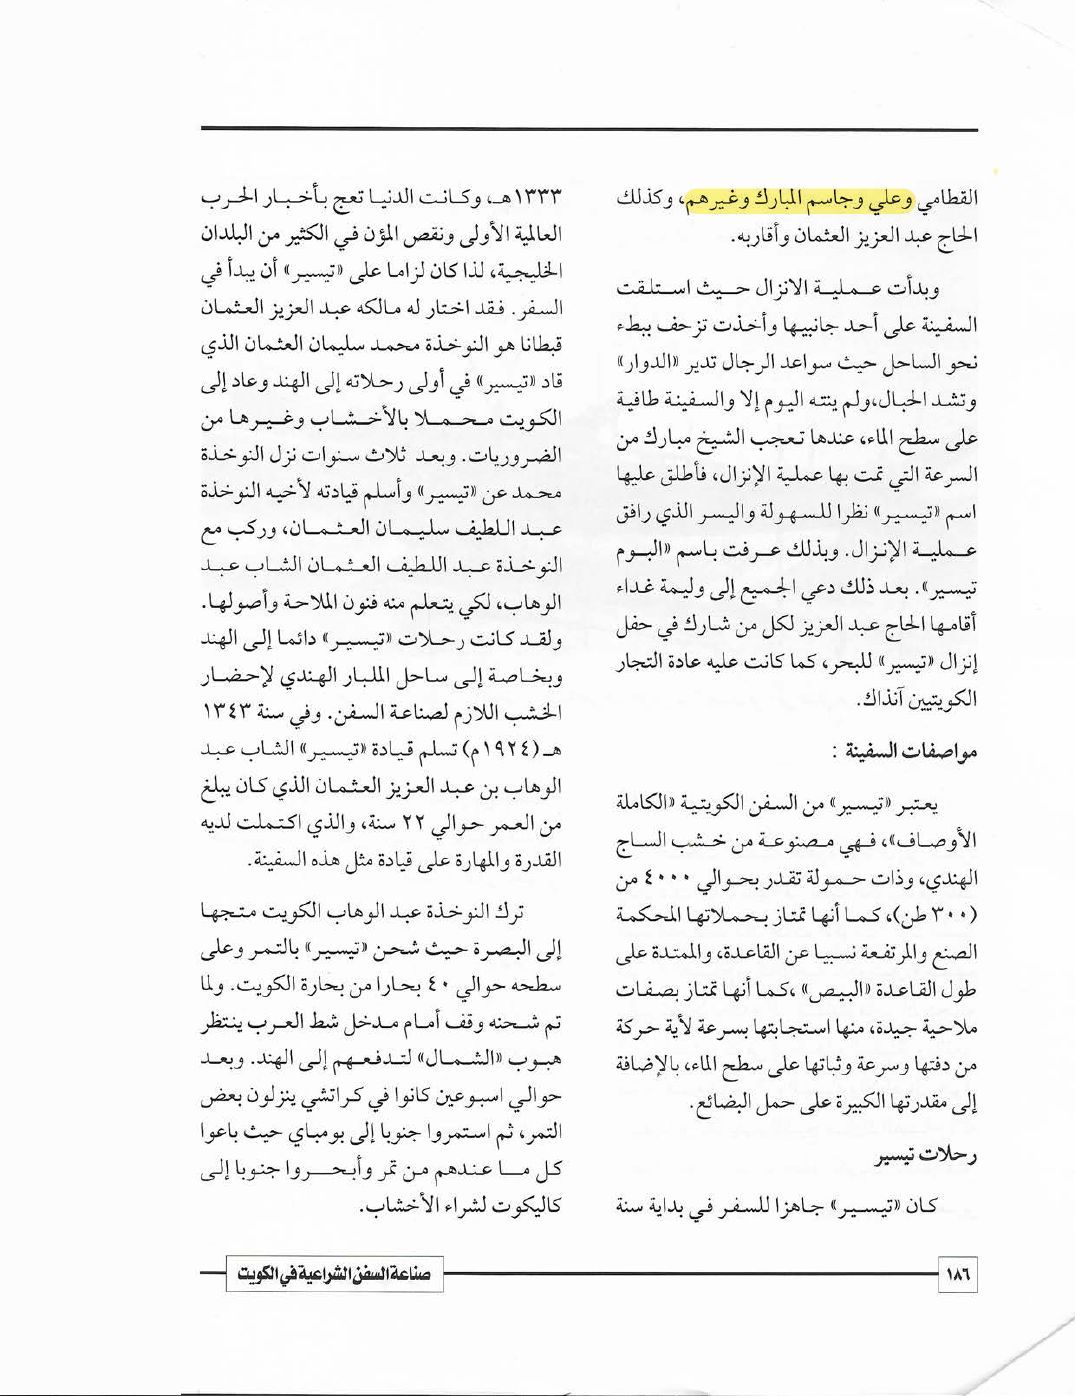 القطامي وعلي وجاسم المبارك وغيرهم، وكذلك
الحاج عبد العزيز العثمان وأقاربه.
وبدأت عملية الانزال حيث استلقت
السفينة على أحد جانبيها وأخذت تزحف ببطء
نحو الساحل حيث سواعد الرجال تدير «الدوار»
وتشد الحبال،ولم ينته اليوم إلا والسفينة طافية
على سطح الماء، عندها تعجب الشيخ مبارك من
السرعة التي تمت بها عملية الإنزال، فأطلق عليها
اسم «تيسير» نظرا للسهولة واليسر الذي رافق
عملية الإنزال. وبذلك عرفت باسم «البوم
تيسير». بعد ذلك دعي الجميع إلى وليمة غداء
أقامها الحاج عبد العزيز لكل من شارك في حفل
إنزال «تيسير» للبحر، كما كانت عليه عادة التجار
الكويتيين آنذاك.
مواصفات السفينة :
يعتبر «تيسير» من السفن الكويتية «الكاملة
الأوصاف»، فهي مصنوعة من خشب الساج
الهندي، وذات حمولة تقدر بحوالي ٤٠٠٠ من
(٣٠٠ طن)، كما أنها تمتاز بحملاتها المحكمة
الصنع والمرتفعة نسبيا عن القاعدة، والممتدة على
طول القاعدة «البيص» ،كما أنها تمتاز بصفات
ملاحية جيدة، منها استجابتها بسرعة لأية حركة
من دفتها وسرعة وثباتها على سطح الماء، بالإضافة
إلى مقدرتها الكبيرة على حمل البضائع.
رحلات تيسير
كان «تيسير» جاهزا للسفر في بداية سنة
١٣٣٣هـ، وكانت الدنيا تعج بأخبار الحرب
العالمية الأولى ونقص المؤن في الكثير من البلدان
الخليجية، لذا كان لزاما على «تيسير» أن يبدأ في
السفر. فقد اختار له مالكه عبد العزيز العثمان
قبطانا هو النوخذة محمد سليمان العثمان الذي
قاد «تيسير» في أولى رحلاته إلى الهند وعاد إلى
الكويت محملا بالأخشاب وغيرها من
الضروريات. وبعد ثلاث سنوات نزل النوخذة
محمد عن «تيسير» وأسلم قيادته لأخيه النوخذة
عبد اللطيف سليمان العثمان، وركب مع
النوخذة عبد اللطيف العثمان الشاب عبد
الوهاب، لكي يتعلم منه فنون الملاحة وأصولها.
ولقد كانت رحلات «تيسير» دائما إلى الهند
وبخاصة إلى ساحل المليبار الهندي لإحضار
الخشب اللازم لصناعة السفن. وفي سنة ١٣٤٣
هـ (١٩٢٤م) تسلم قيادة «تيسير» الشاب عبد
الوهاب بن عبد العزيز العثمان الذي كان يبلغ
من العمر حوالي ٢٢ سنة، والذي اكتملت لديه
القدرة والمهارة على قيادة مثل هذه السفينة.
ترك النوخذة عبد الوهاب الكويت متجها
إلى البصرة حيث شحن «تيسير» بالتمر وعلى
سطحه حوالي ٤٠ بحارا من بحارة الكويت. ولما
تم شحنه وقف أمام مدخل شط العرب ينتظر
هبوب «الشمال» لتدفعهم إلى الهند. وبعد
حوالي اسبوعين كانوا في كراتشي ينزلون بعض
التمر، ثم استمروا جنوبا إلى بومباي حيث باعوا
كل ما عندهم من تمر وأبحروا جنوبا إلى
كاليكوت لشراء الأخشاب.
١٨٦
صناعة السفن الشراعية في الكويت